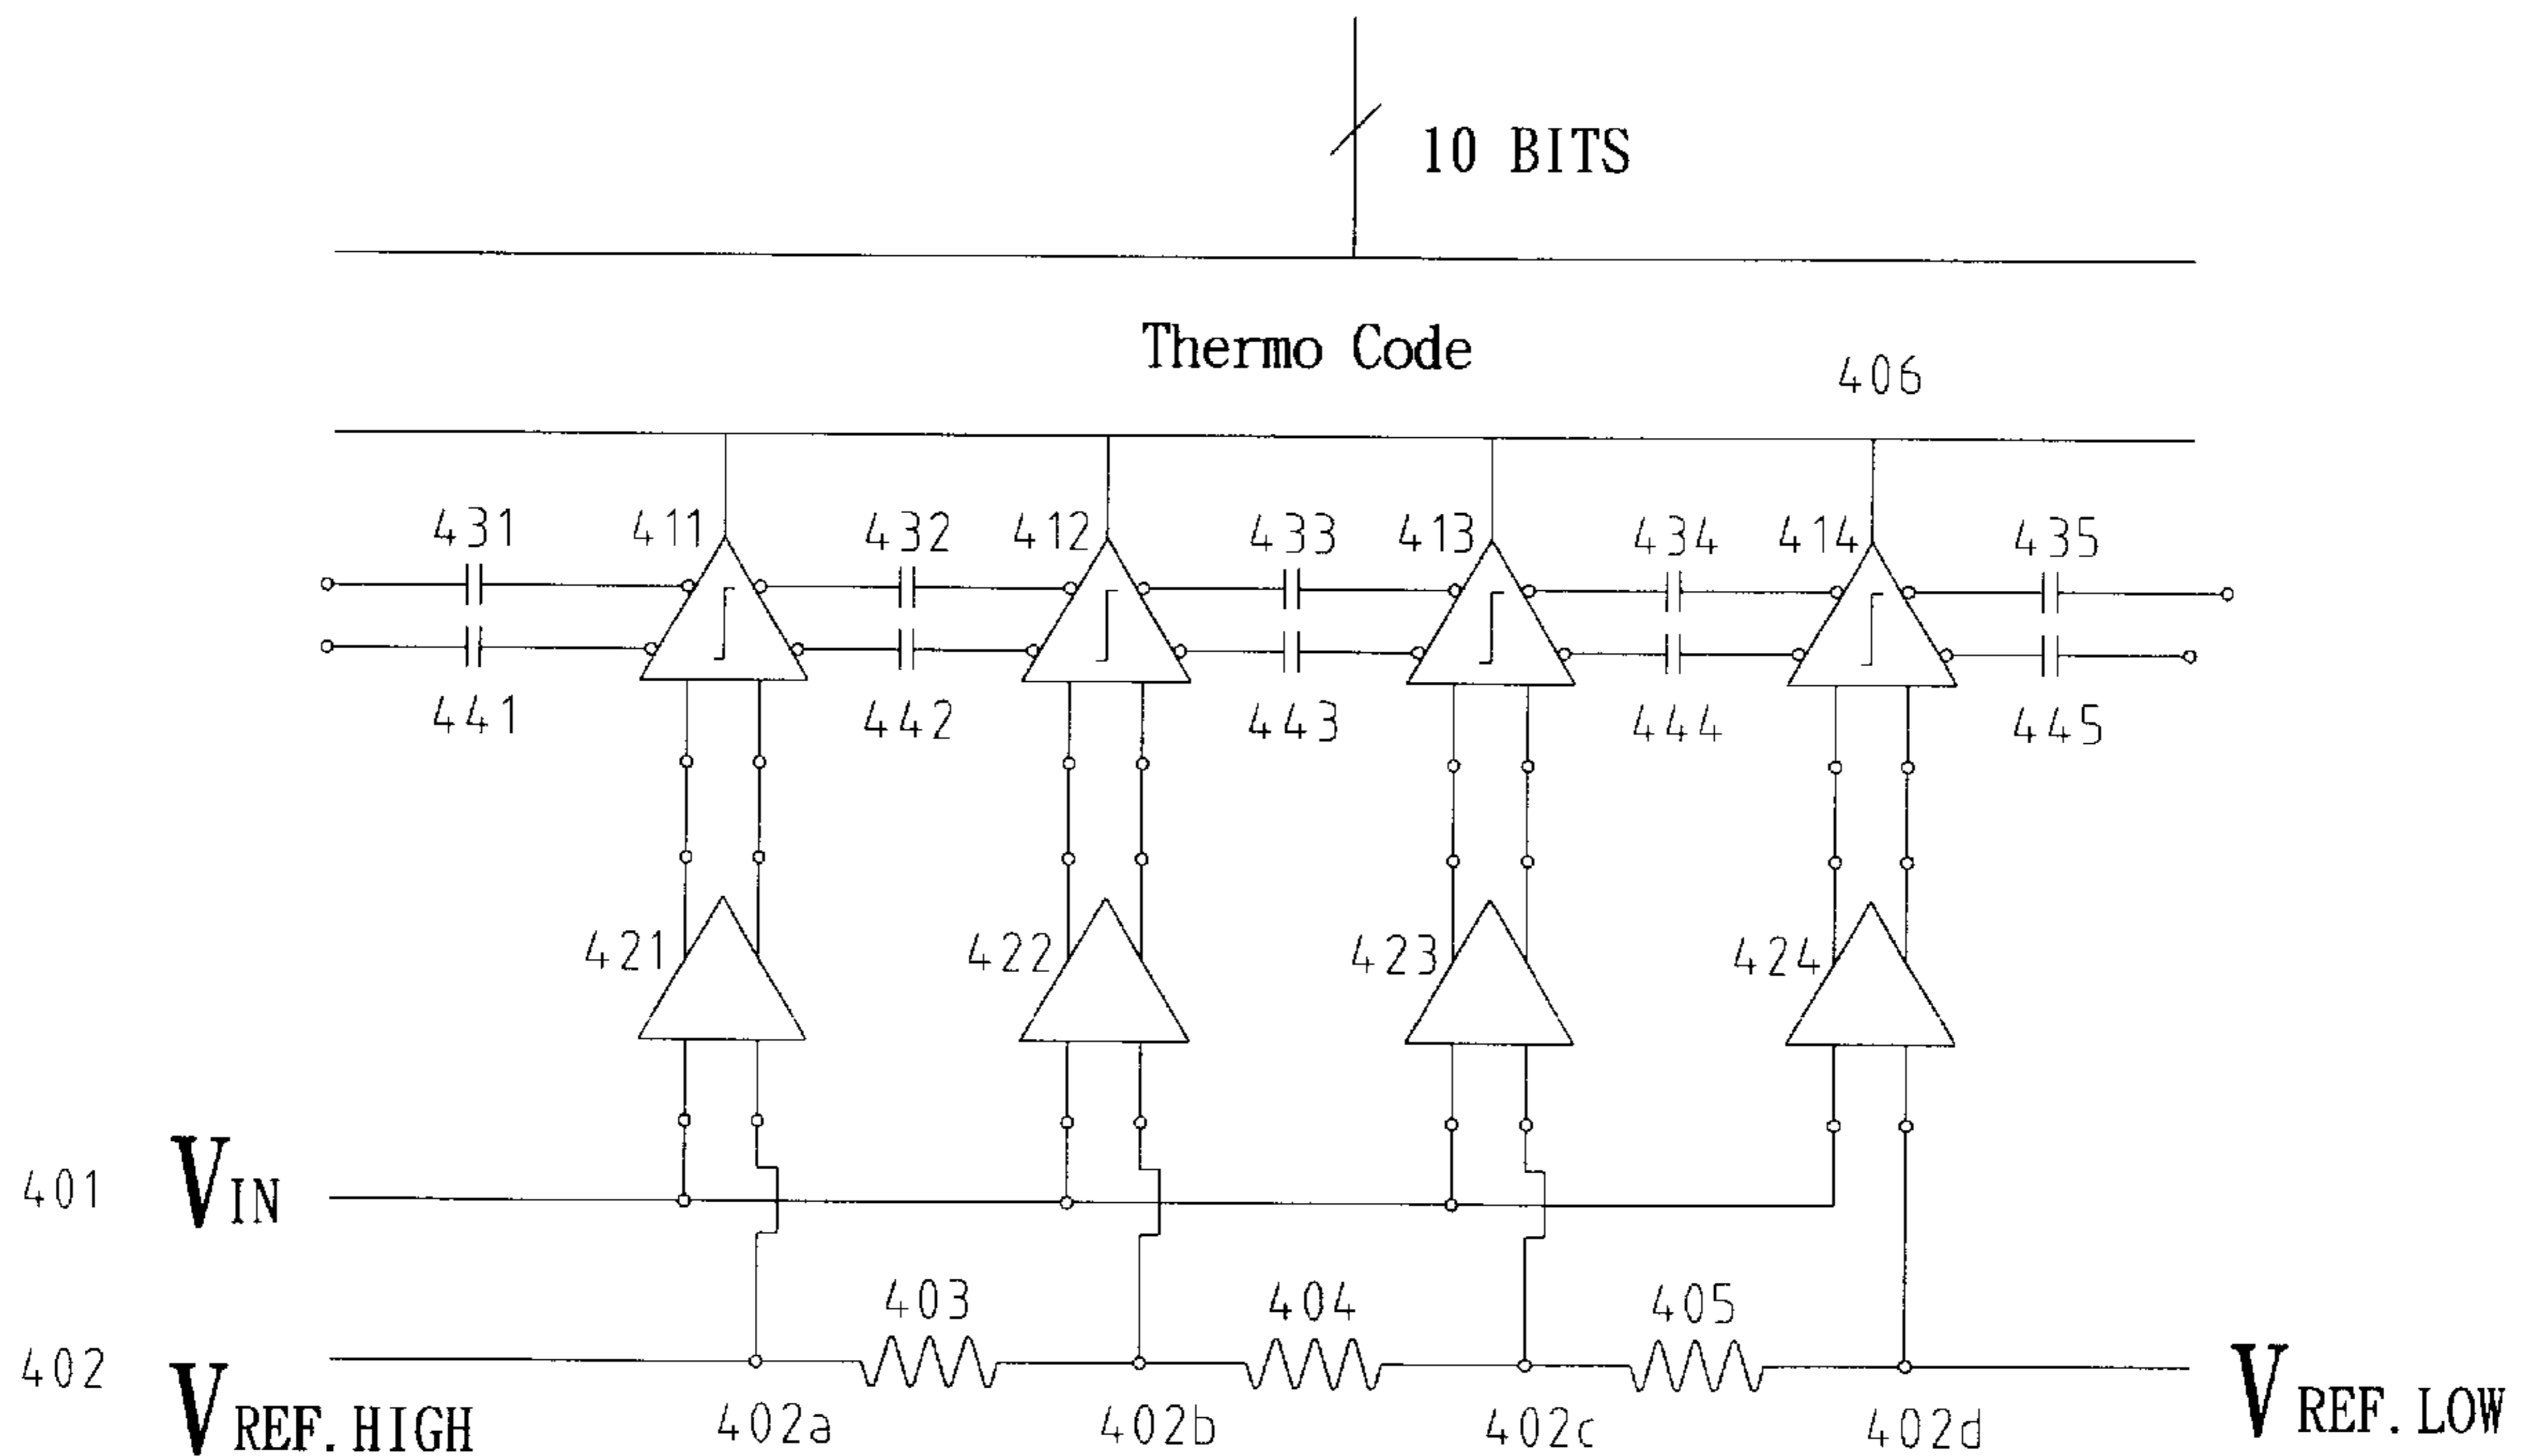 10 BITS
Thermo Code
406
431 411 432 412 433 413 434 414 435
441 442 443 444 445
421 422 423 424
401 VIN
403 404 405
402 VREF.HIGH 402a 402b 402c 402d VREF.LOW